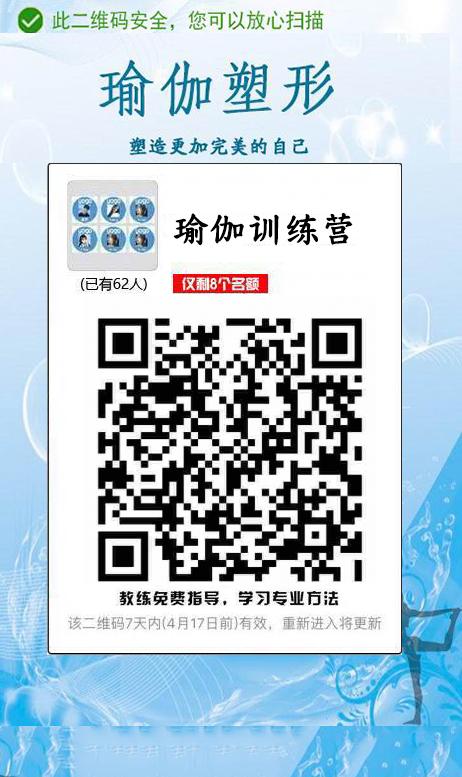 此二维码安全，您可以放心扫描
瑜伽塑形
塑造更加完美的自己
瑜伽训练营
(已有62人)
仅剩8个名额
教练免费指导，学习专业方法
该二维码7天内(4月17日前)有效，重新进入将更新